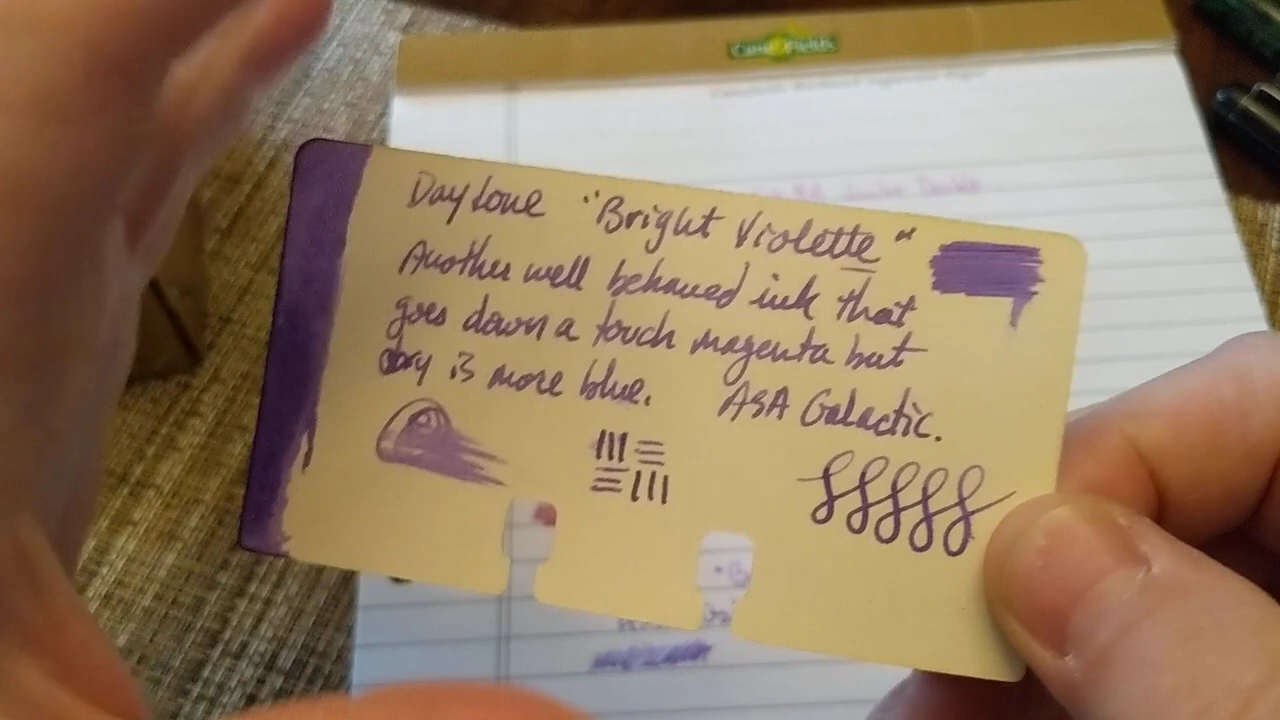 Daytone "Bright Violette"
Another well behaved ink that
goes down a touch magenta but
dry is more blue. ASA Galactic.